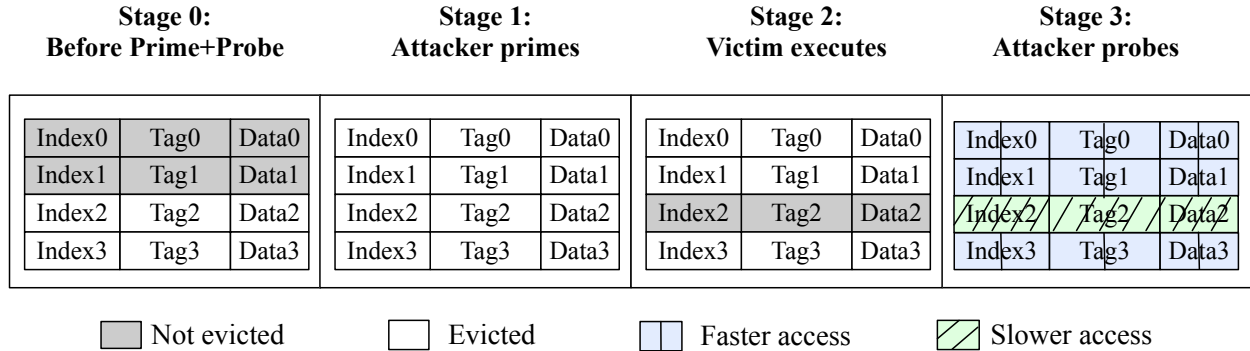 Stage 0:
Before Prime+Probe
Stage 1:
Attacker primes
Stage 2:
Victim executes
Stage 3:
Attacker probes
Index0 Tag0 Data0
Index1 Tag1 Data1
Index2 Tag2 Data2
Index3 Tag3 Data3
Index0 Tag0 Data0
Index1 Tag1 Data1
Index2 Tag2 Data2
Index3 Tag3 Data3
Index0 Tag0 Data0
Index1 Tag1 Data1
Index2 Tag2 Data2
Index3 Tag3 Data3
Index0 Tag0 Data0
Index1 Tag1 Data1
Index2 Tag2 Data2
Index3 Tag3 Data3
Not evicted
Evicted
Faster access
Slower access